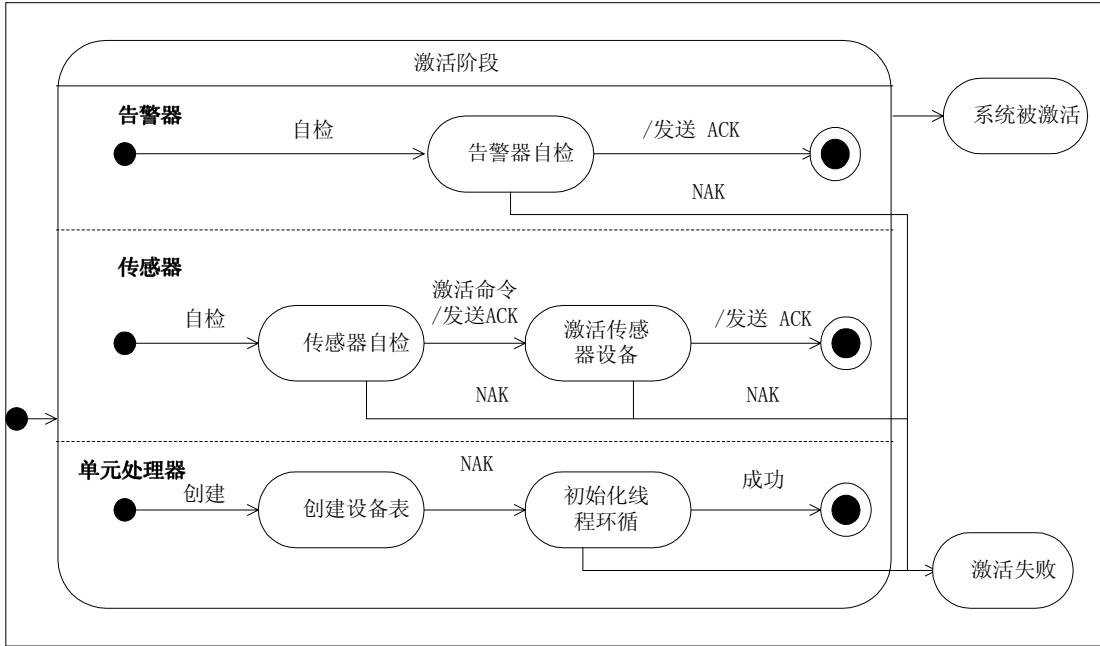 激活阶段
告警器
自检
告警器自检
/发送 ACK
NAK
系统被激活
传感器
自检
传感器自检
激活命令
/发送ACK
激活传感
器设备
/发送 ACK
NAK
NAK
单元处理器
创建
创建设备表
NAK
初始化线
程环循
成功
激活失败